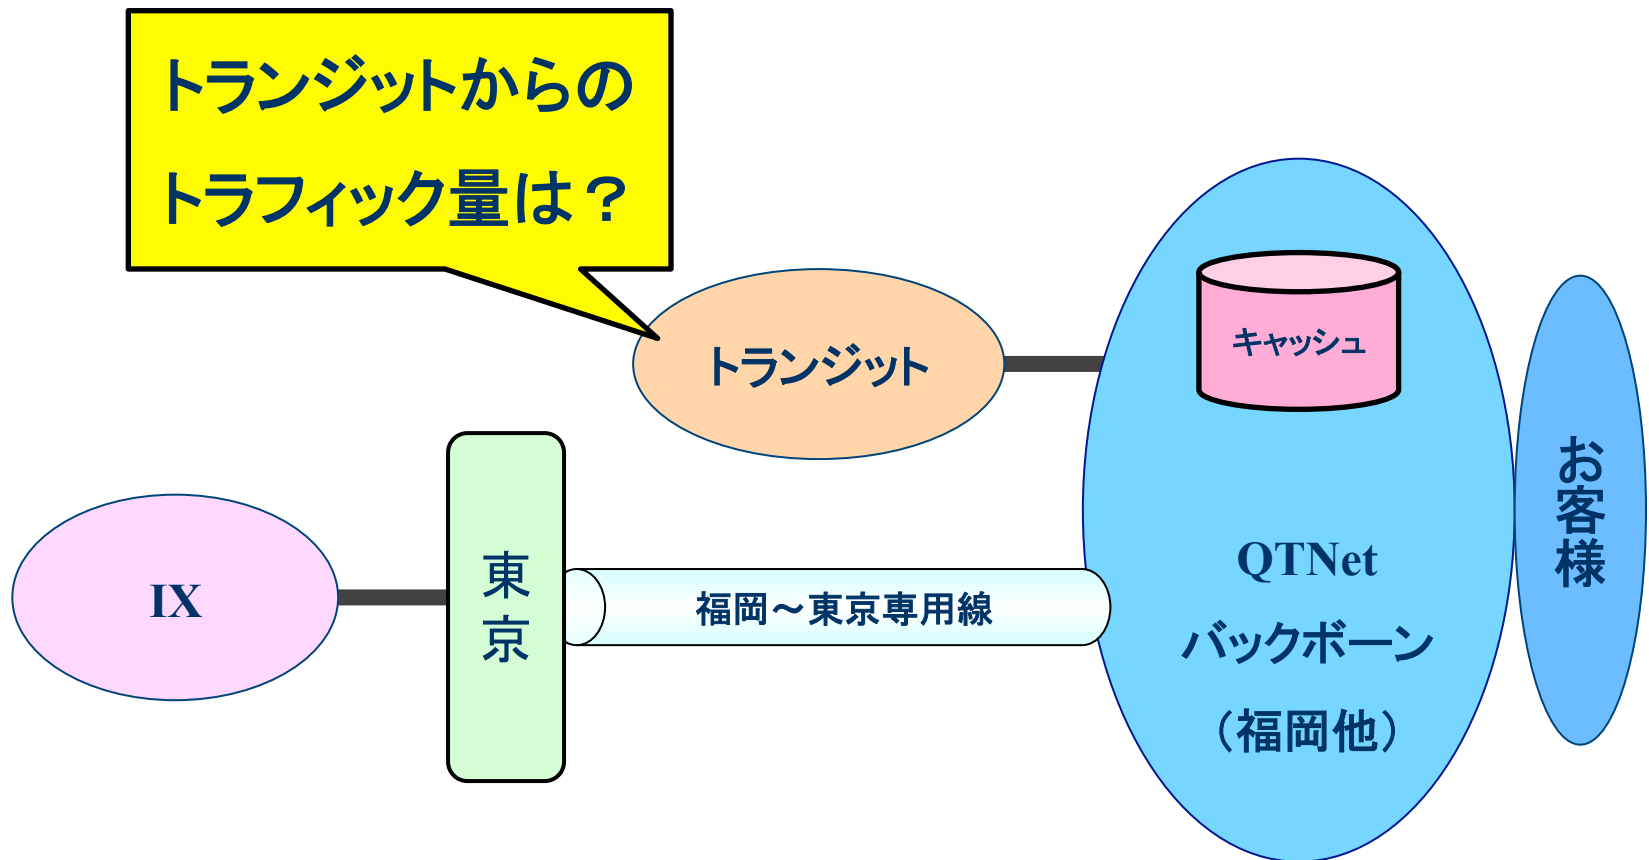 トランジットからの
トラフィック量は？
キャッシュ
トランジット
お客様
QTNet
バックボーン
（福岡他）
東京
福岡～東京専用線
IX